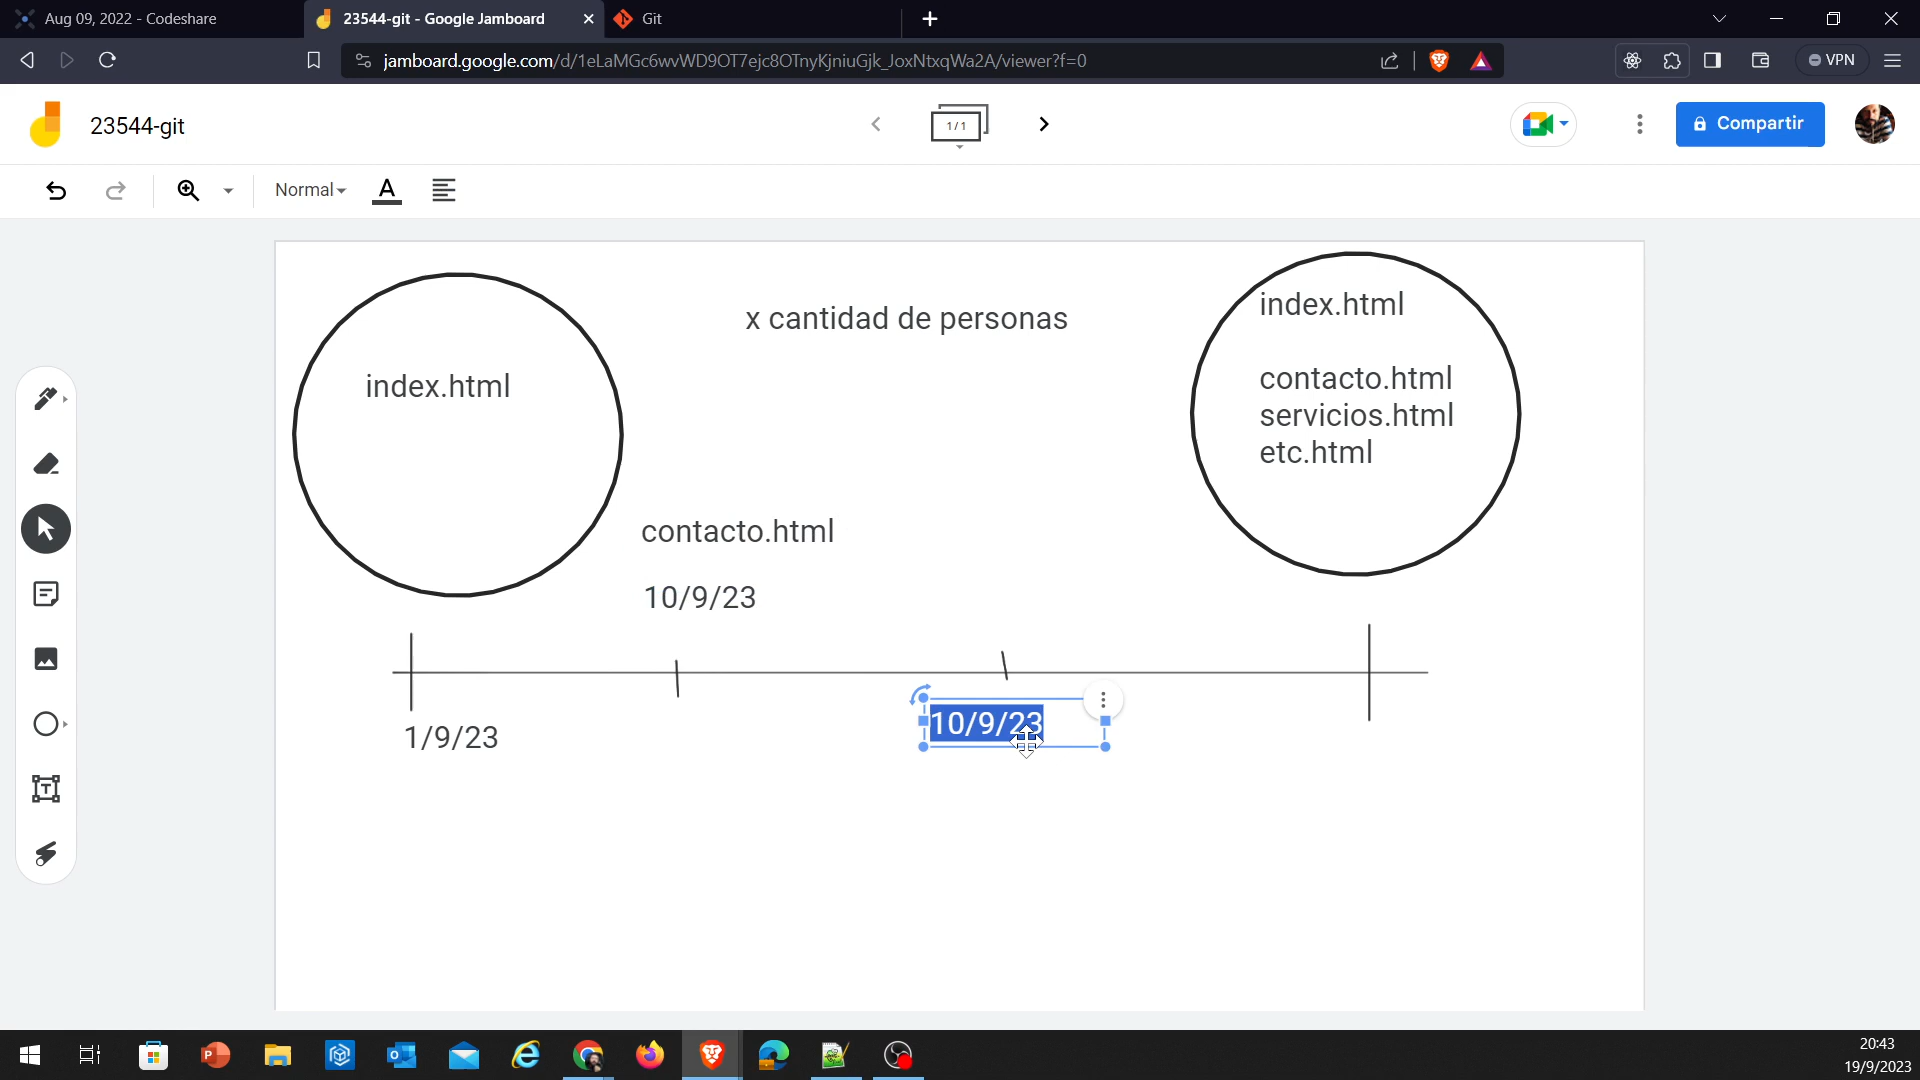 Aug 09, 2022 - Codeshare
23544-git - Google Jamboard
Git
jamboard.google.com/d/1eLaMGc6wvWD9OT7ejc8OTnyKjniuGjk_JoxNtxqWa2A/viewer?f=0
VPN
23544-git
1/1
Compartir
Normal
A
x cantidad de personas
index.html
index.html
contacto.html
servicios.html
etc.html
contacto.html
10/9/23
1/9/23
10/9/23
20:43
19/9/2023